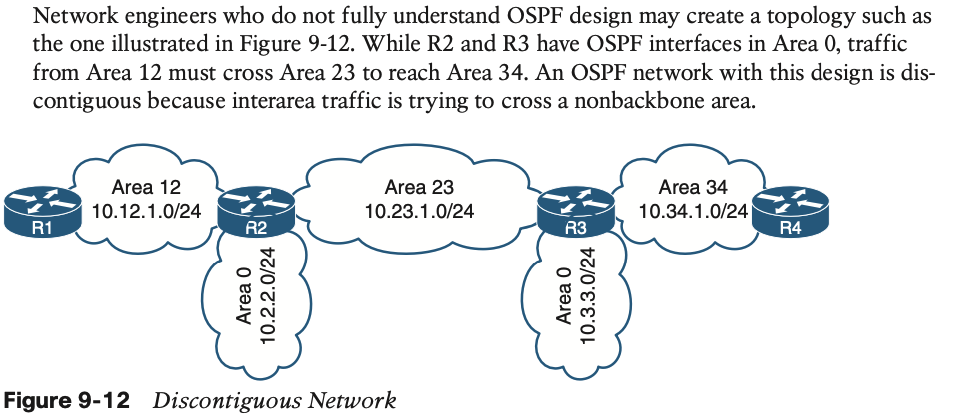 Network engineers who do not fully understand OSPF design may create a topology such as
the one illustrated in Figure 9-12. While R2 and R3 have OSPF interfaces in Area 0, traffic
from Area 12 must cross Area 23 to reach Area 34. An OSPF network with this design is dis-
contiguous because interarea traffic is trying to cross a nonbackbone area.
Area 12
10.12.1.0/24
Area 23
10.23.1.0/24
Area 34
10.34.1.0/24
R1
R2
R3
R4
Area 0
10.2.2.0/24
Area 0
10.3.3.0/24
Figure 9-12 Discontiguous Network